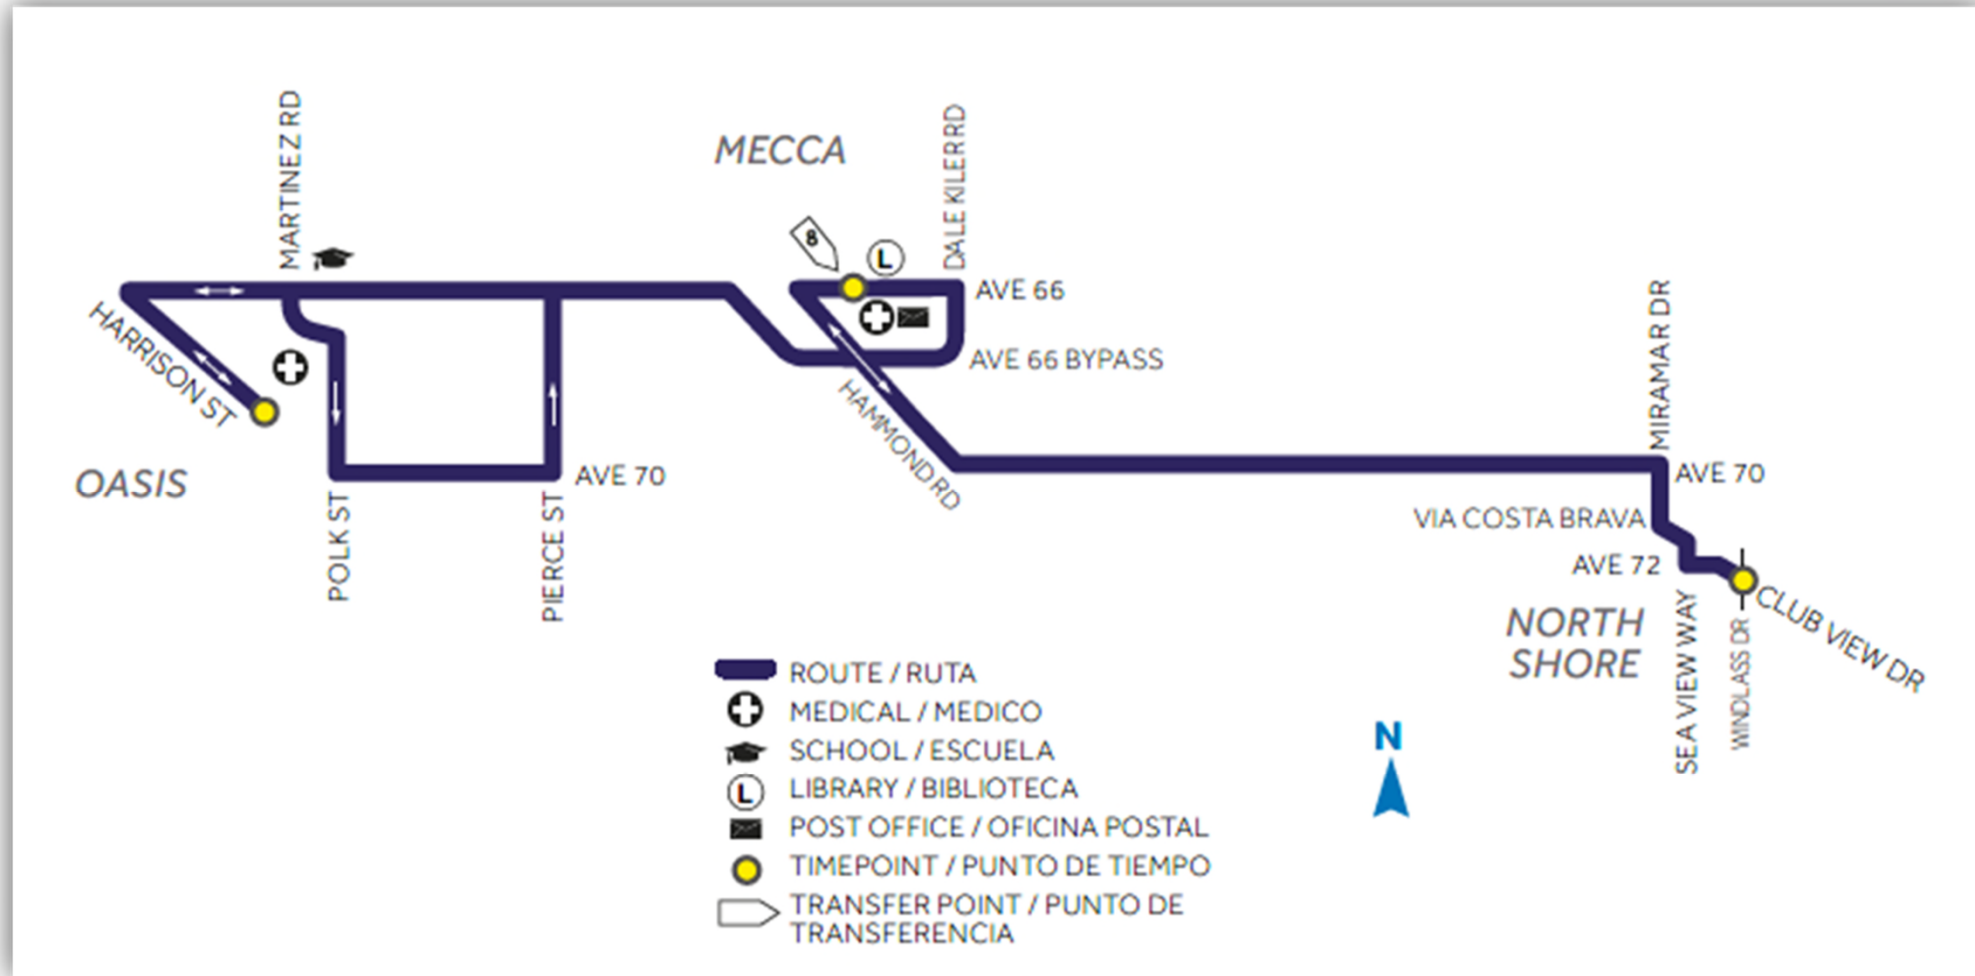 MARTINEZ RD
MECCA
DALE KILER RD
8
L
AVE 66
HARRISON ST
AVE 66 BYPASS
HAMMOND RD
MIRAMAR DR
OASIS
AVE 70
AVE 70
POLK ST
PIERCE ST
VIA COSTA BRAVA
AVE 72
CLUB VIEW DR
NORTH
SHORE
SEA VIEW WAY
WINDLASS DR
ROUTE / RUTA
MEDICAL / MEDICO
SCHOOL / ESCUELA
L LIBRARY / BIBLIOTECA
POST OFFICE / OFICINA POSTAL
TIMEPOINT / PUNTO DE TIEMPO
TRANSFER POINT / PUNTO DE
TRANSFERENCIA
N